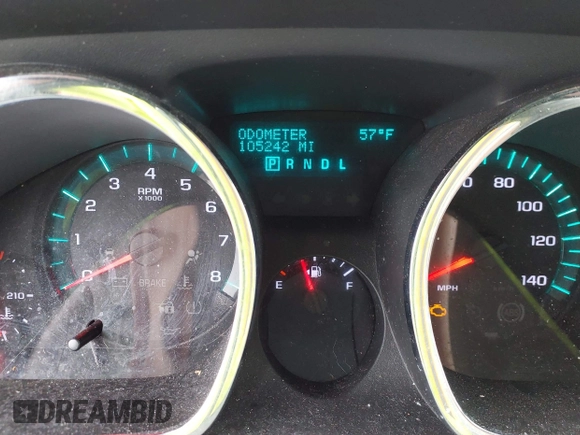 ODOMETER 57°F
105242 MI
P R N D L
0 1 2 3 4 5 6 7 8
RPM
X 1000
BRAKE
210
E F
80
100
120
140
MPH
DREAMBID